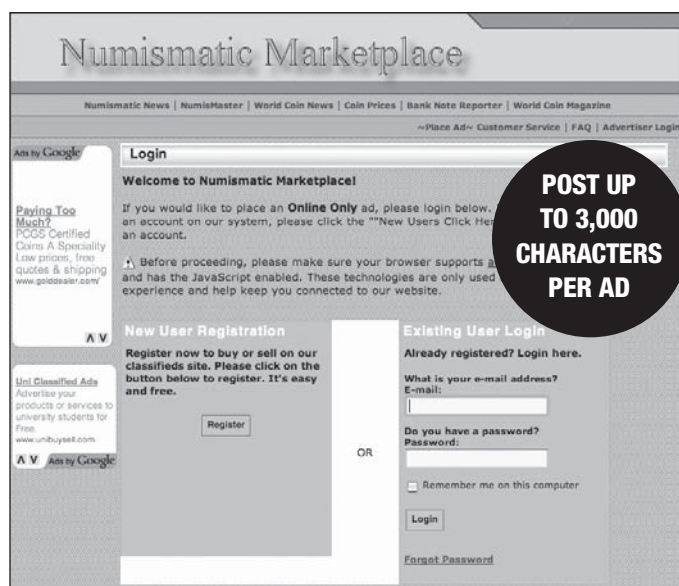 Numismatic Marketplace
Numismatic News | NumisMaster | World Coin News | Coin Prices | Bank Note Reporter | World Coin Magazine
~Place Ad~ Customer Service | FAQ | Advertiser Login
Ads by Google
Paying Too
Much?
PCGS Certified
Coins A Speciality
Low prices, free
quotes & shipping
www.golddealer.com/
Λ V
Uni Classified Ads
Advertise your
products or services to
university students for
Free.
www.unibuysell.com
Λ V Ads by Google
Login
Welcome to Numismatic Marketplace!
If you would like to place an Online Only ad, please login below.
an account on our system, please click the ""New Users Click Her
an account.
Before proceeding, please make sure your browser supports
and has the JavaScript enabled. These technologies are only used
experience and help keep you connected to our website.
POST UP
TO 3,000
CHARACTERS
PER AD
New User Registration
Register now to buy or sell on our
classifieds site. Please click on the
button below to register. It's easy
and free.
Register
OR
Existing User Login
Already registered? Login here.
What is your e-mail address?
E-mail:
Do you have a password?
Password:
Remember me on this computer
Login
Forgot Password